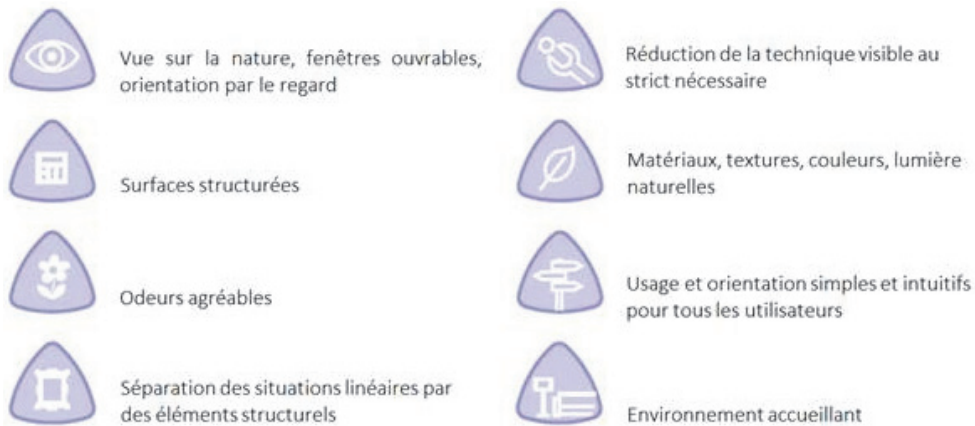 Vue sur la nature, fenêtres ouvrables,
orientation par le regard
Réduction de la technique visible au
strict nécessaire
Surfaces structurées
Matériaux, textures, couleurs, lumière
naturelles
Odeurs agréables
Usage et orientation simples et intuitifs
pour tous les utilisateurs
Séparation des situations linéaires par
des éléments structurels
Environnement accueillant